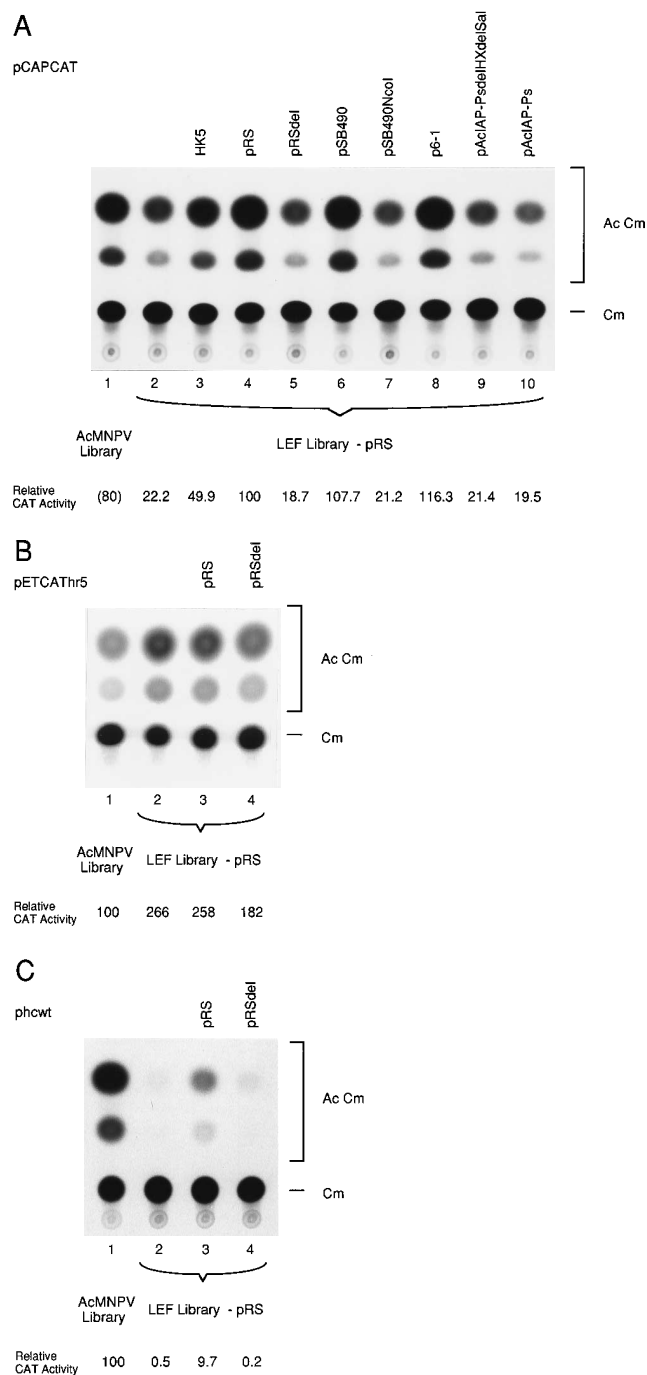 A
pCAPCAT
HK5
pRS
pRSdel
pSB490
pSB490NcoI
p6-1
pAcIAP-PsdelHXdelSal
pAcIAP-Ps
Ac Cm
Cm
1 2 3 4 5 6 7 8 9 10
AcMNPV Library
LEF Library - pRS
Relative CAT Activity
(80) 22.2 49.9 100 18.7 107.7 21.2 116.3 21.4 19.5
B
pETCAThr5
pRS
pRSdel
Ac Cm
Cm
1 2 3 4
AcMNPV Library
LEF Library - pRS
Relative CAT Activity
100 266 258 182
C
phcwt
pRS
pRSdel
Ac Cm
Cm
1 2 3 4
AcMNPV Library
LEF Library - pRS
Relative CAT Activity
100 0.5 9.7 0.2